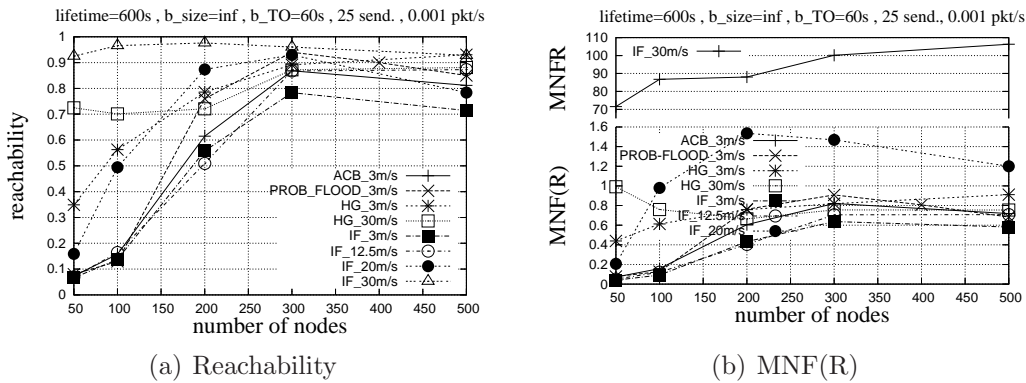 lifetime=600s , b_size=inf , b_TO=60s , 25 send. , 0.001 pkt/s
1
0.9
0.8
0.7
0.6
0.5
0.4
0.3
0.2
0.1
0
reachability
ACB_3m/s
PROB_FLOOD_3m/s
HG_3m/s
HG_30m/s
IF_3m/s
IF_12.5m/s
IF_20m/s
IF_30m/s
50 100 150 200 250 300 350 400 450 500
number of nodes
(a) Reachability
lifetime=600s , b_size=inf , b_TO=60s , 25 send., 0.001 pkt/s
110
100
90
80
70
MNFR
IF_30m/s
1.6
1.4
1.2
1
0.8
0.6
0.4
0.2
0
MNF(R)
ACB_3m/s
PROB-FLOOD_3m/s
HG_3m/s
HG_30m/s
IF_3m/s
IF_12.5m/s
IF_20m/s
50 100 150 200 250 300 350 400 450 500
number of nodes
(b) MNF(R)